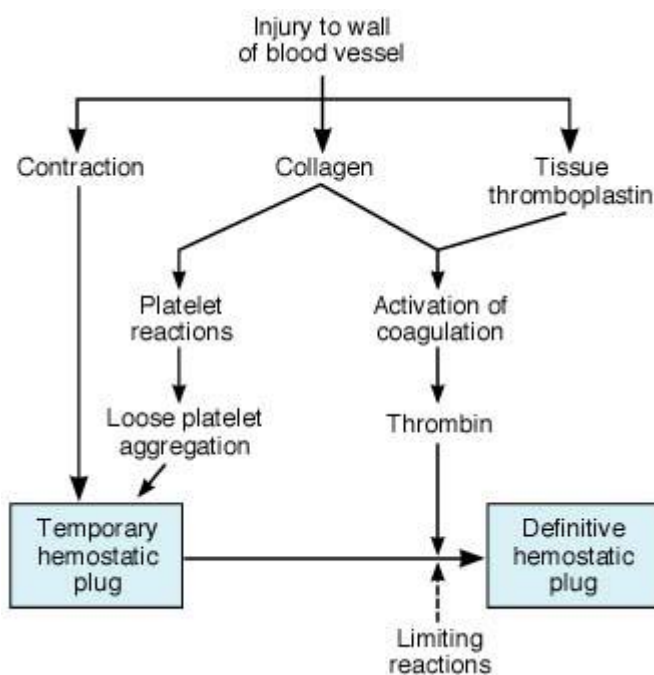 Injury to wall
of blood vessel
Contraction
Collagen
Tissue
thromboplastin
Platelet
reactions
Activation of
coagulation
Loose platelet
aggregation
Thrombin
Temporary
hemostatic
plug
Definitive
hemostatic
plug
Limiting
reactions